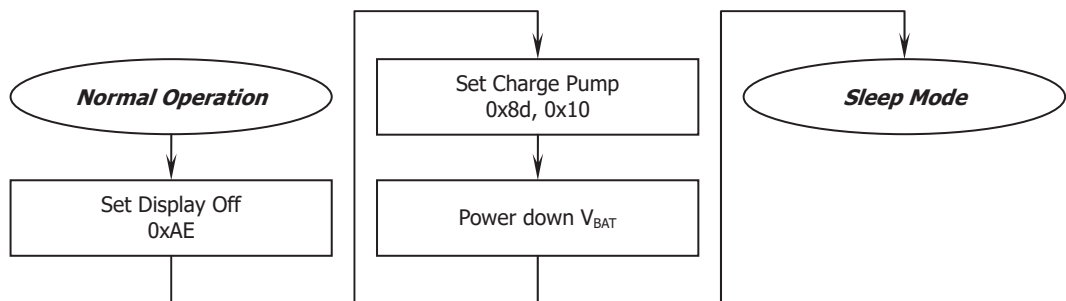 Normal Operation
Set Display Off
0xAE
Set Charge Pump
0x8d, 0x10
Power down VBAT
Sleep Mode